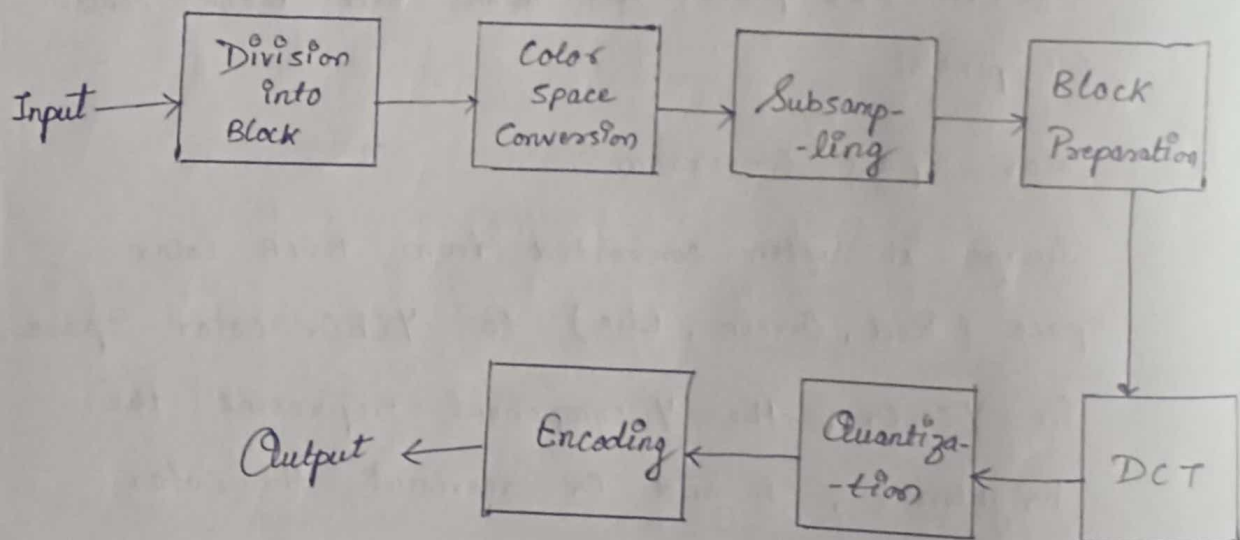 Input
Division
into
Block
Color
Space
Conversion
Subsamp-
-ling
Block
Preparation
DCT
Quantiza-
-tion
Encoding
Output